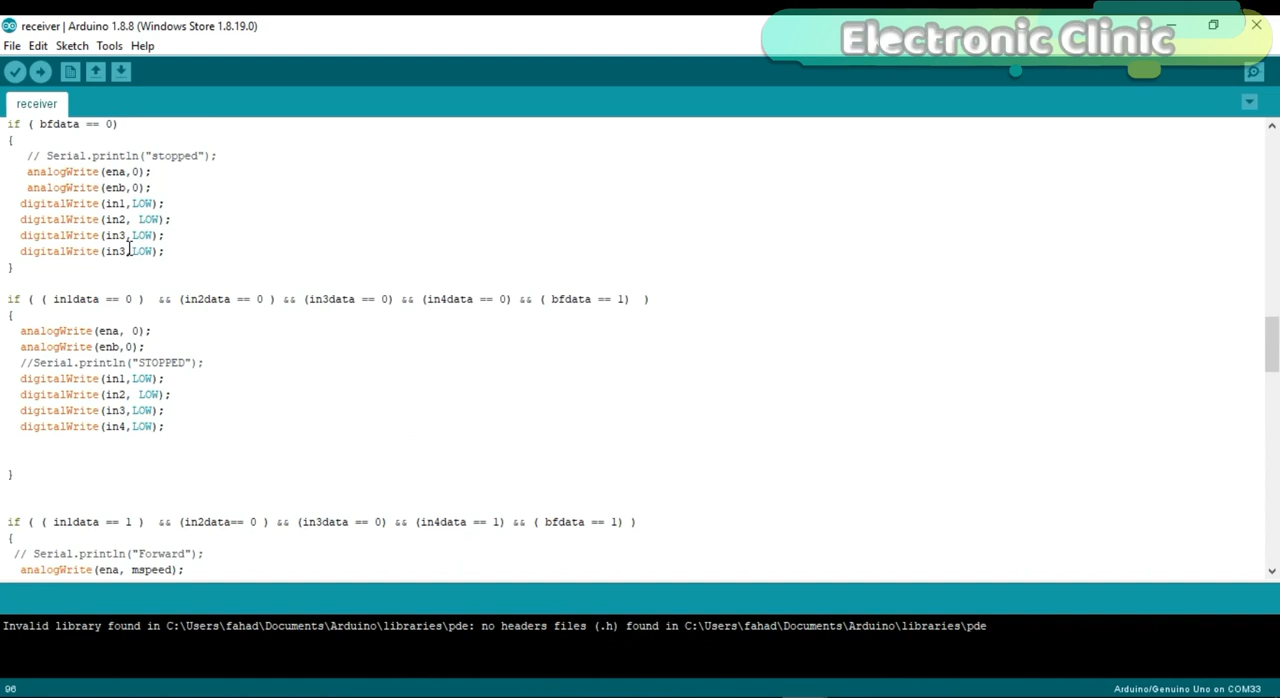 receiver | Arduino 1.8.8 (Windows Store 1.8.19.0)
Electronic Clinic
File Edit Sketch Tools Help
receiver
if ( bfdata == 0)
{
// Serial.println("stopped");
analogWrite(ena,0);
analogWrite(enb,0);
digitalWrite(in1,LOW);
digitalWrite(in2, LOW);
digitalWrite(in3,LOW);
digitalWrite(in3,LOW);
}
if ( ( in1data == 0 ) && (in2data == 0 ) && (in3data == 0) && (in4data == 0) && ( bfdata == 1) )
{
analogWrite(ena, 0);
analogWrite(enb,0);
//Serial.println("STOPPED");
digitalWrite(in1,LOW);
digitalWrite(in2, LOW);
digitalWrite(in3,LOW);
digitalWrite(in4,LOW);
}
if ( ( in1data == 1 ) && (in2data== 0 ) && (in3data == 0) && (in4data == 1) && ( bfdata == 1) )
{
// Serial.println("Forward");
analogWrite(ena, mspeed);
Invalid library found in C:\Users\fahad\Documents\Arduino\libraries\pde: no headers files (.h) found in C:\Users\fahad\Documents\Arduino\libraries\pde
96
Arduino/Genuino Uno on COM33